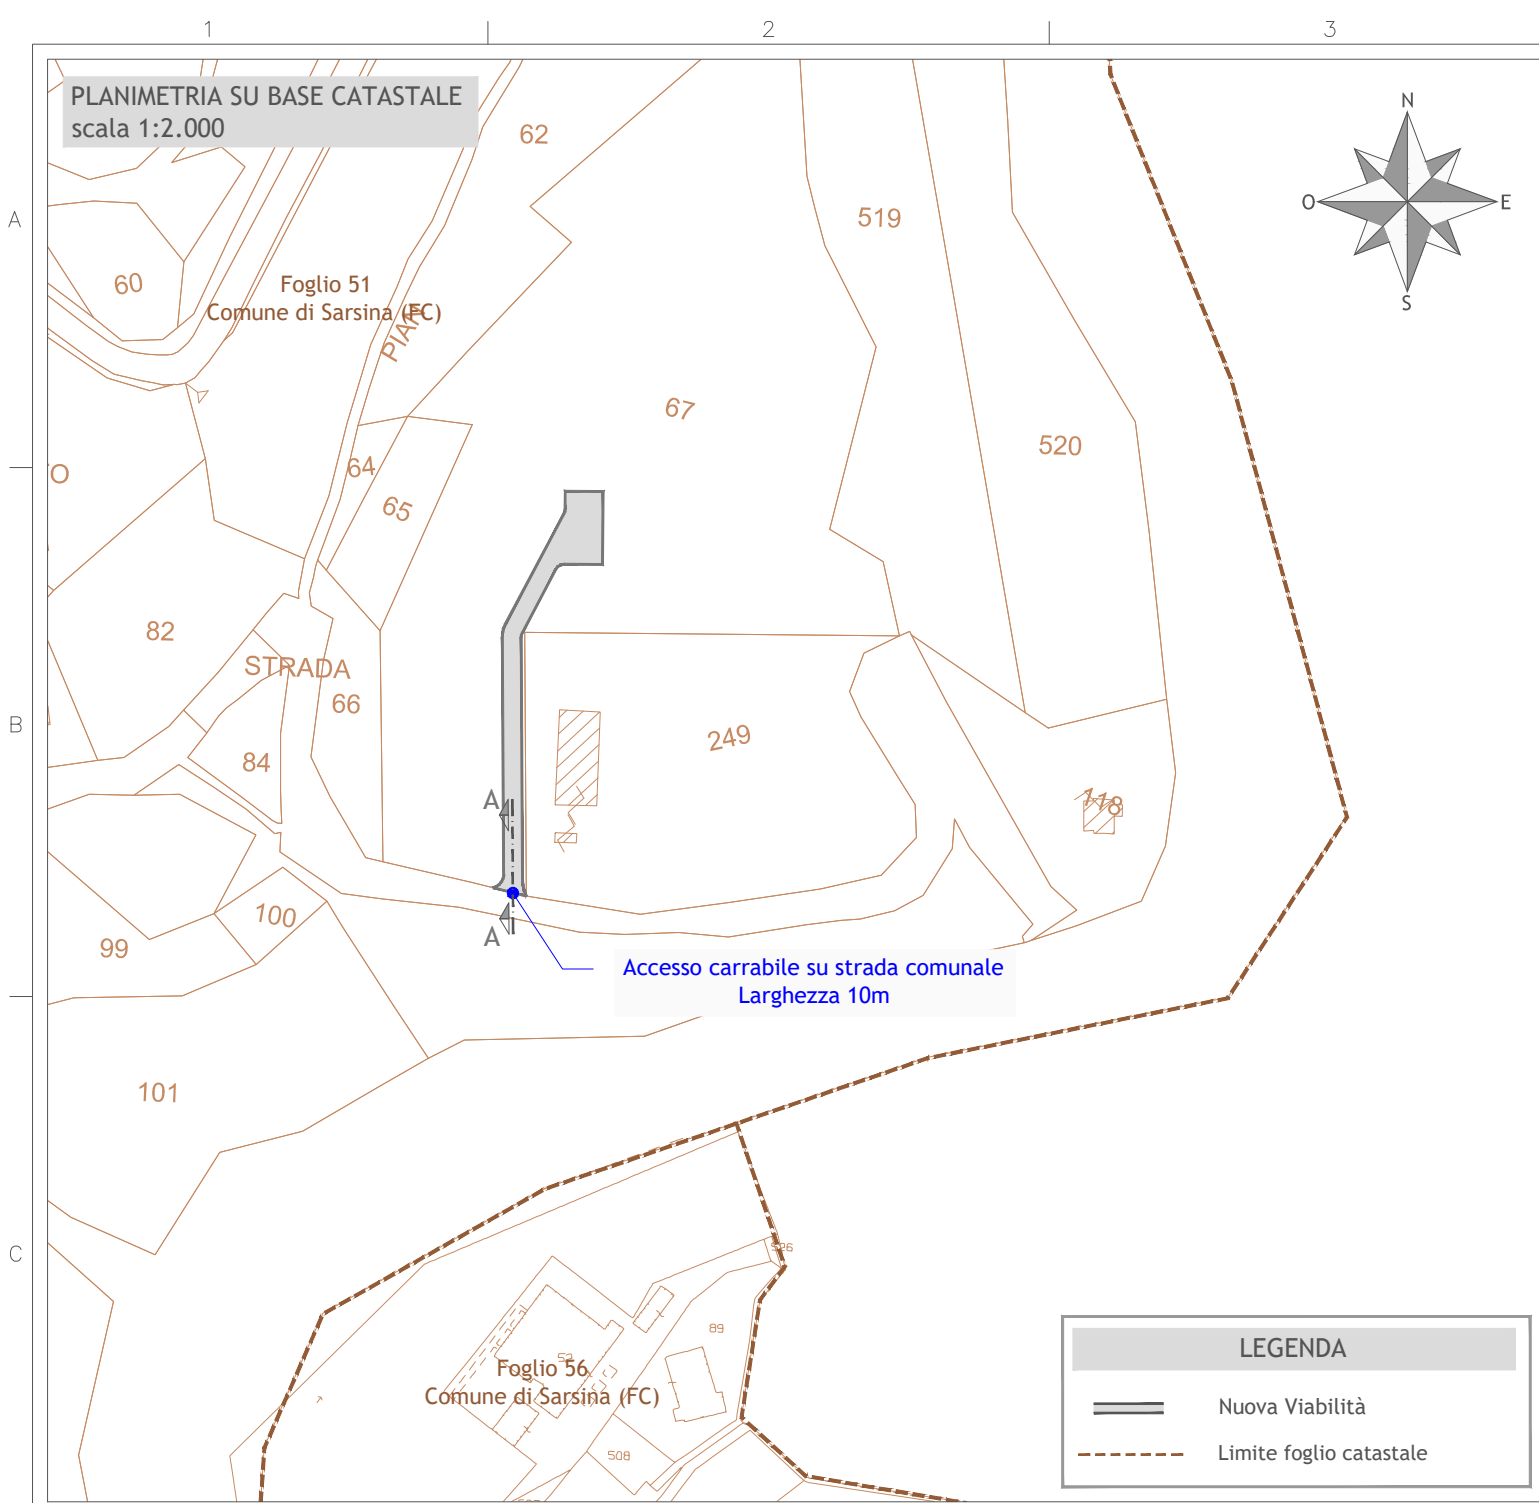 1
2
3
PLANIMETRIA SU BASE CATASTALE
scala 1:2.000
62
N
A
519
O
E
60
Foglio 51
Comune di Sarsina (FC)
S
67
520
64
O
65
82
STRADA
66
B
249
84
A
118
100
99
A
Accesso carrabile su strada comunale
Larghezza 10m
101
C
526
89
52
Foglio 56
Comune di Sarsina (FC)
508
LEGENDA
Nuova Viabilità
Limite foglio catastale